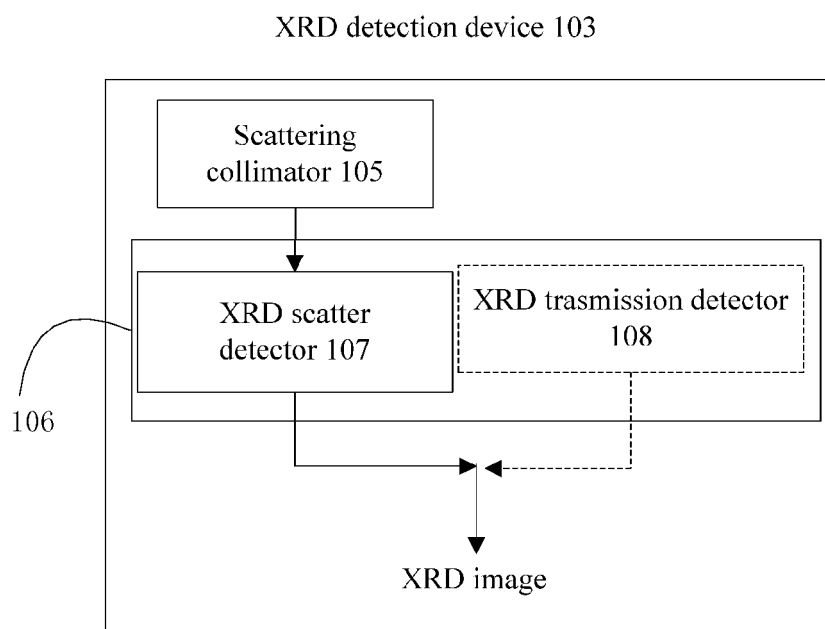 XRD detection device 103
Scattering
collimator 105
XRD scatter
detector 107
XRD trasmission detector
108
106
XRD image